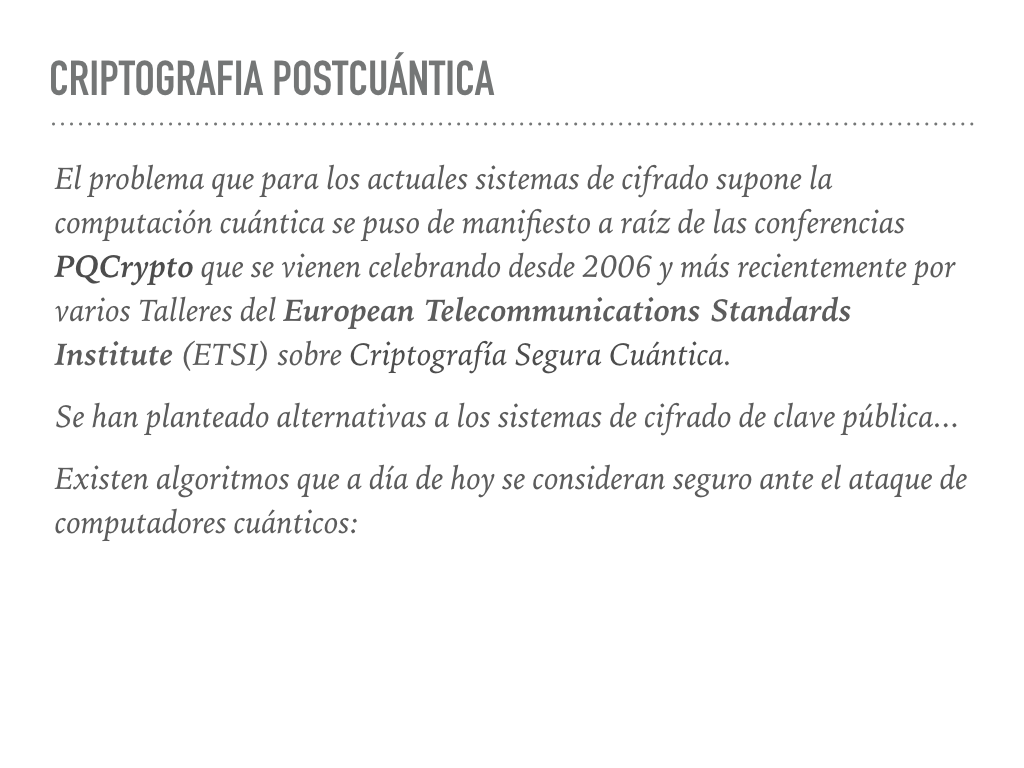 CRIPTOGRAFIA POSTCUÁNTICA
El problema que para los actuales sistemas de cifrado supone la
computación cuántica se puso de manifiesto a raíz de las conferencias
PQCrypto que se vienen celebrando desde 2006 y más recientemente por
varios Talleres del European Telecommunications Standards
Institute (ETSI) sobre Criptografía Segura Cuántica.
Se han planteado alternativas a los sistemas de cifrado de clave pública…
Existen algoritmos que a día de hoy se consideran seguro ante el ataque de
computadores cuánticos: